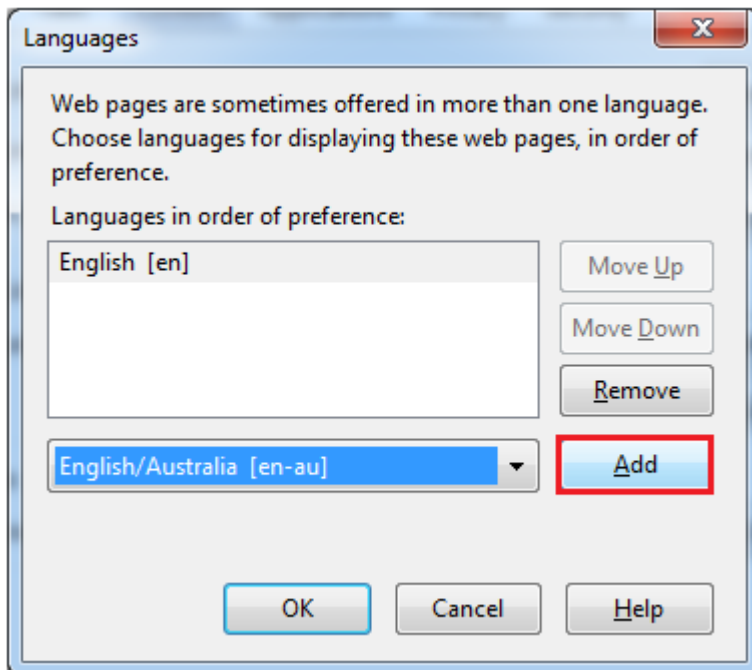 Languages
Web pages are sometimes offered in more than one language.
Choose languages for displaying these web pages, in order of
preference.
Languages in order of preference:
English [en]
Move Up
Move Down
Remove
English/Australia [en-au]
Add
OK
Cancel
Help